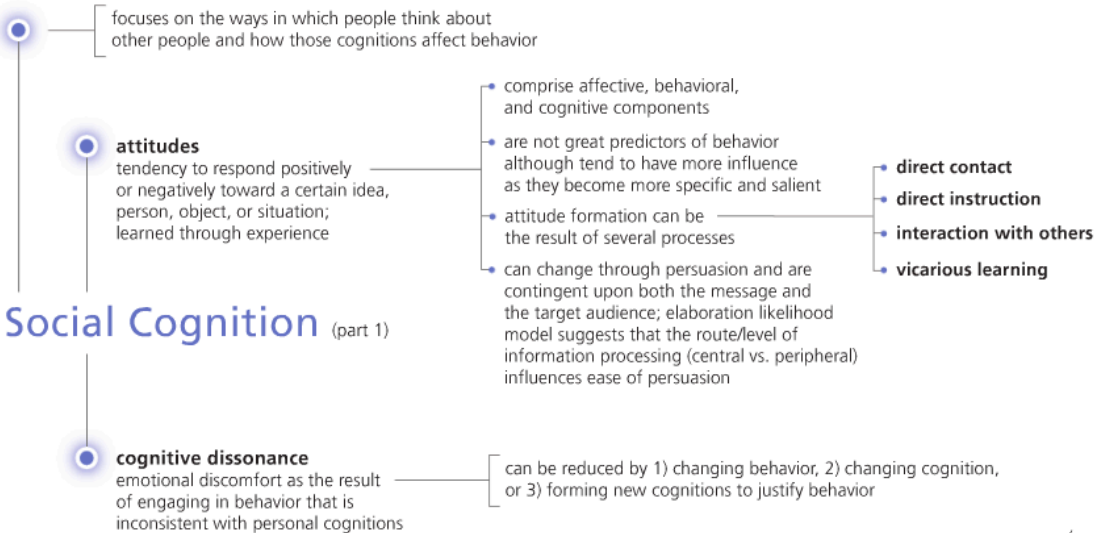 focuses on the ways in which people think about
other people and how those cognitions affect behavior
attitudes
tendency to respond positively
or negatively toward a certain idea,
person, object, or situation;
learned through experience
comprise affective, behavioral,
and cognitive components
are not great predictors of behavior
although tend to have more influence
as they become more specific and salient
attitude formation can be
the result of several processes
direct contact
direct instruction
interaction with others
vicarious learning
can change through persuasion and are
contingent upon both the message and
the target audience; elaboration likelihood
model suggests that the route/level of
information processing (central vs. peripheral)
influences ease of persuasion
Social Cognition (part 1)
cognitive dissonance
emotional discomfort as the result
of engaging in behavior that is
inconsistent with personal cognitions
can be reduced by 1) changing behavior, 2) changing cognition,
or 3) forming new cognitions to justify behavior